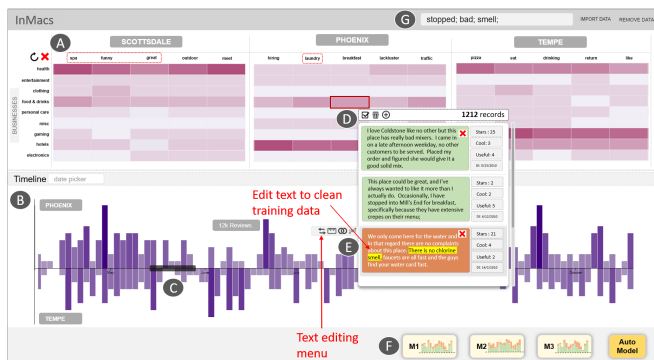 InMacs
G
stopped; bad; smell;
IMPORT DATA
REMOVE DATA
A
SCOTTSDALE
PHOENIX
TEMPE
spa funny great outdoor meet
hiring laundry breakfast lackluster traffic
pizza eat drinking return like
BUSINESSES
health
entertainment
clothing
food & drinks
personal care
misc
gaming
hotels
electronics
D
1212 records
I love Coldstone like no other but this
place has really bad mixers. I came in
on a late afternoon weekday, no other
customers to be served. Placed my
order and figured she would give it a
good solid mix.
Stars : 25
Cool: 3
Useful: 4
This place could be great, and I've
always wanted to like it more than I
actually do. Occasionally, I have
stopped into Mill's End for breakfast,
specifically because they have extensive
crepes on their menu;
Stars : 2
Cool: 2
Useful: 5
We only come here for the water and
in that regard there are no complaints
about this place. There is no chlorine
smell, faucets are all fast and the guys
find your water card fast.
Stars : 21
Cool: 4
Useful: 2
Timeline
date picker
B
PHOENIX
12k Reviews
Edit text to clean
training data
E
C
TEMPE
Text editing
menu
F
M1
M2
M3
Auto
Model